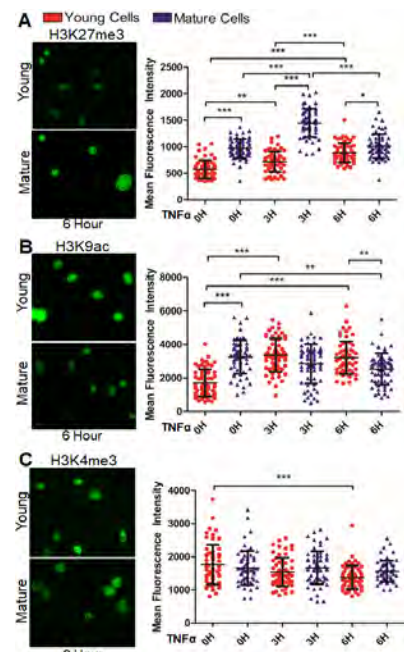 Young Cells Mature Cells
A H3K27me3
Young
Mature
6 Hour
Mean Fluorescence Intensity
2500
2000
1500
1000
500
0
***
***
*** ***
** *** *
***
TNFα 0H 0H 3H 3H 6H 6H
B H3K9ac
Young
Mature
6 Hour
Mean Fluorescence Intensity
8000
6000
4000
2000
0
*** **
**
***
***
TNFα 0H 0H 3H 3H 6H 6H
C H3K4me3
Young
Mature
Mean Fluorescence Intensity
4000
3000
2000
1000
0
***
TNFα 0H 0H 3H 3H 6H 6H